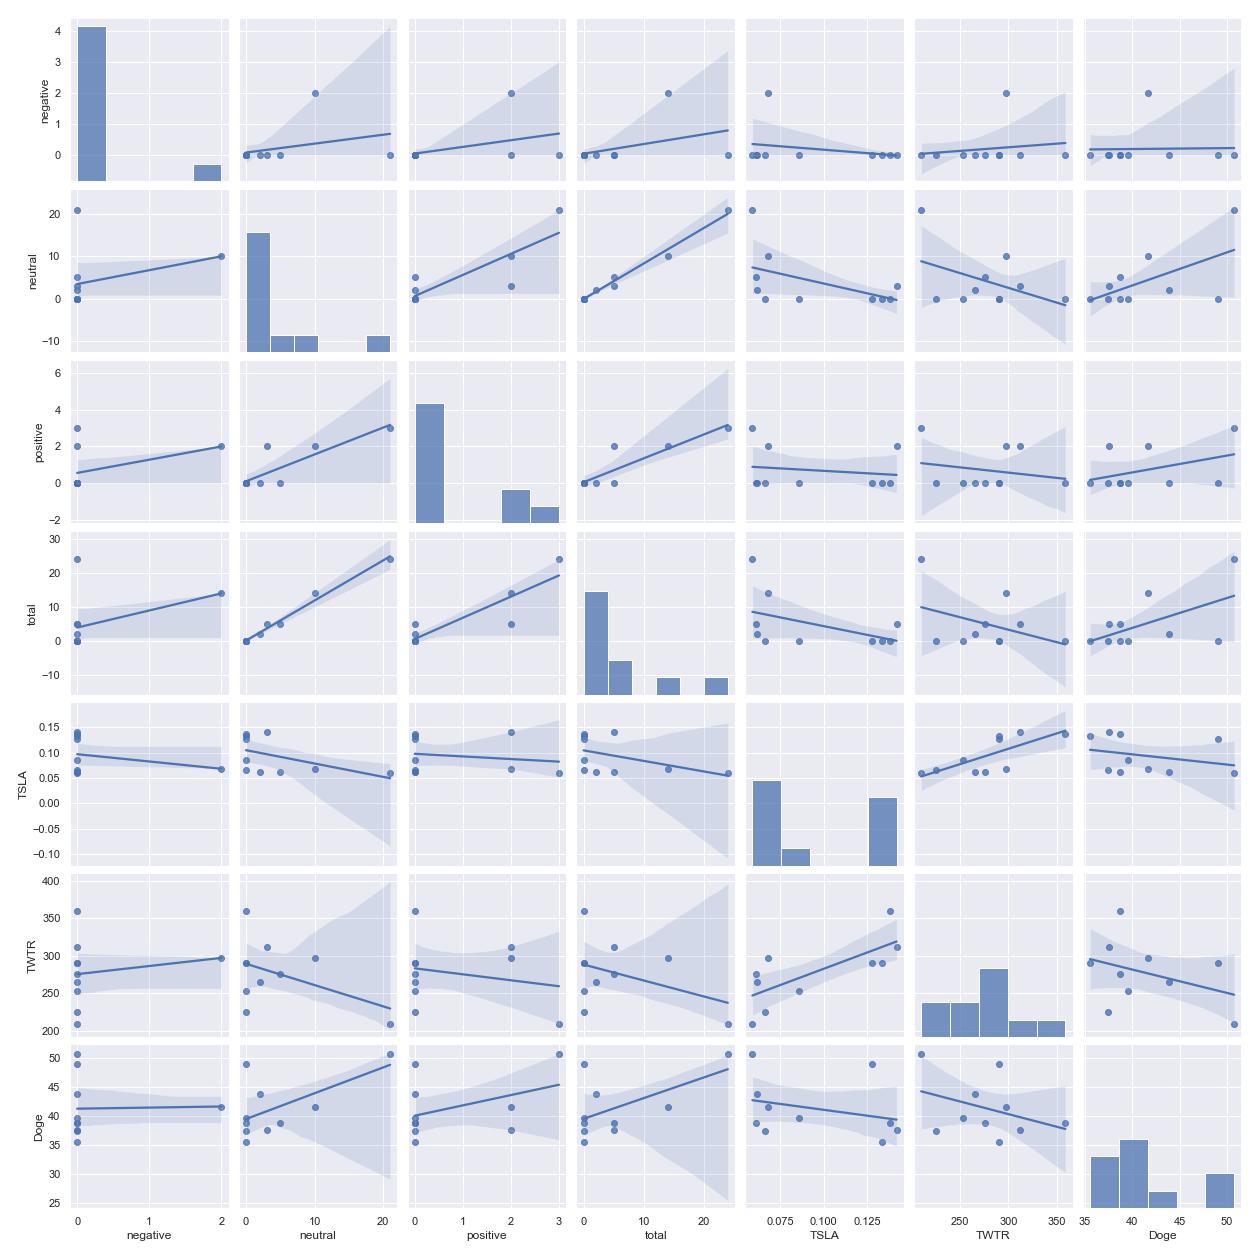 4
3
2
1
0
negative
20
10
0
−10
neutral
6
4
2
0
−2
positive
30
20
10
0
−10
total
0.15
0.10
0.05
0.00
−0.05
−0.10
TSLA
400
350
300
250
200
TWTR
50
45
40
35
30
25
Doge
0 1 2
negative
0 10 20
neutral
0 1 2 3
positive
0 10 20
total
0.075 0.100 0.125
TSLA
250 300 350
TWTR
35 40 45 50
Doge